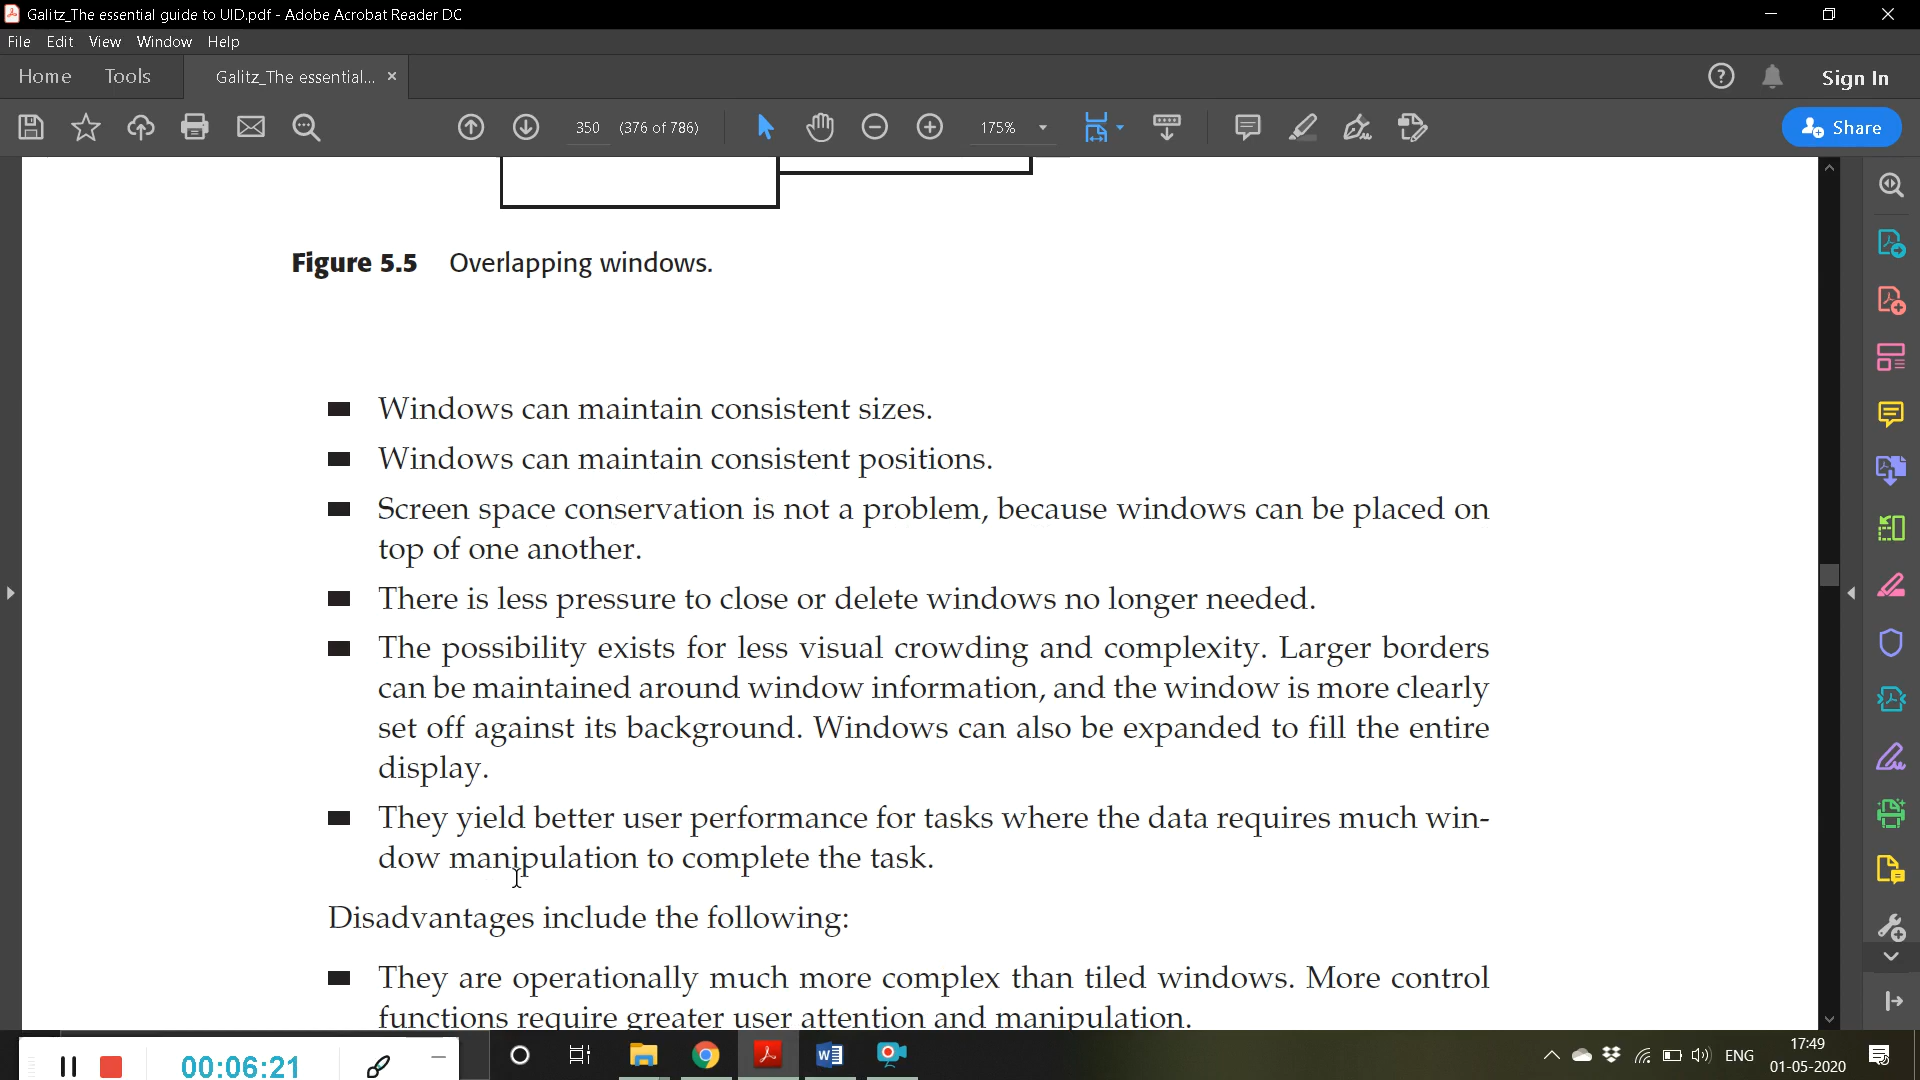 Galitz_The essential guide to UID.pdf - Adobe Acrobat Reader DC
File Edit View Window Help
Home Tools Galitz_The essential... × Sign In
350 (376 of 786) 175% Share
Figure 5.5 Overlapping windows.
Windows can maintain consistent sizes.
Windows can maintain consistent positions.
Screen space conservation is not a problem, because windows can be placed on
top of one another.
There is less pressure to close or delete windows no longer needed.
The possibility exists for less visual crowding and complexity. Larger borders
can be maintained around window information, and the window is more clearly
set off against its background. Windows can also be expanded to fill the entire
display.
They yield better user performance for tasks where the data requires much win-
dow manipulation to complete the task.
Disadvantages include the following:
They are operationally much more complex than tiled windows. More control
functions require greater user attention and manipulation.
00:06:21 ENG 17:49
01-05-2020